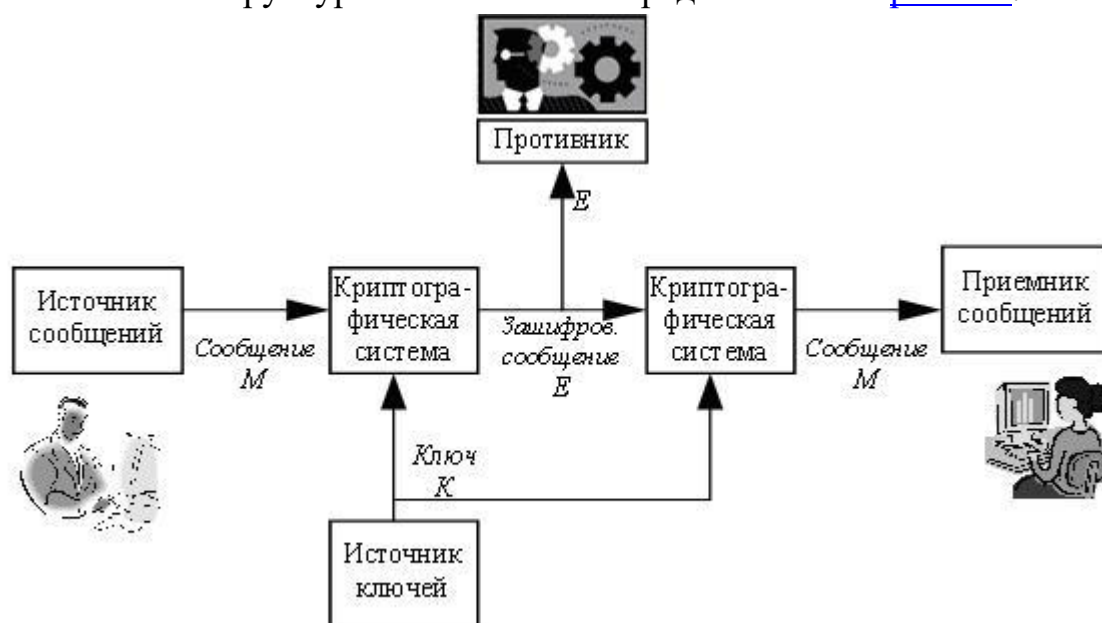 Противник
E
Источник
сообщений
Сообщение
M
Криптогра-
фическая
система
Зашифров.
сообщение
E
Криптогра-
фическая
система
Сообщение
M
Приемник
сообщений
Ключ
K
Источник
ключей